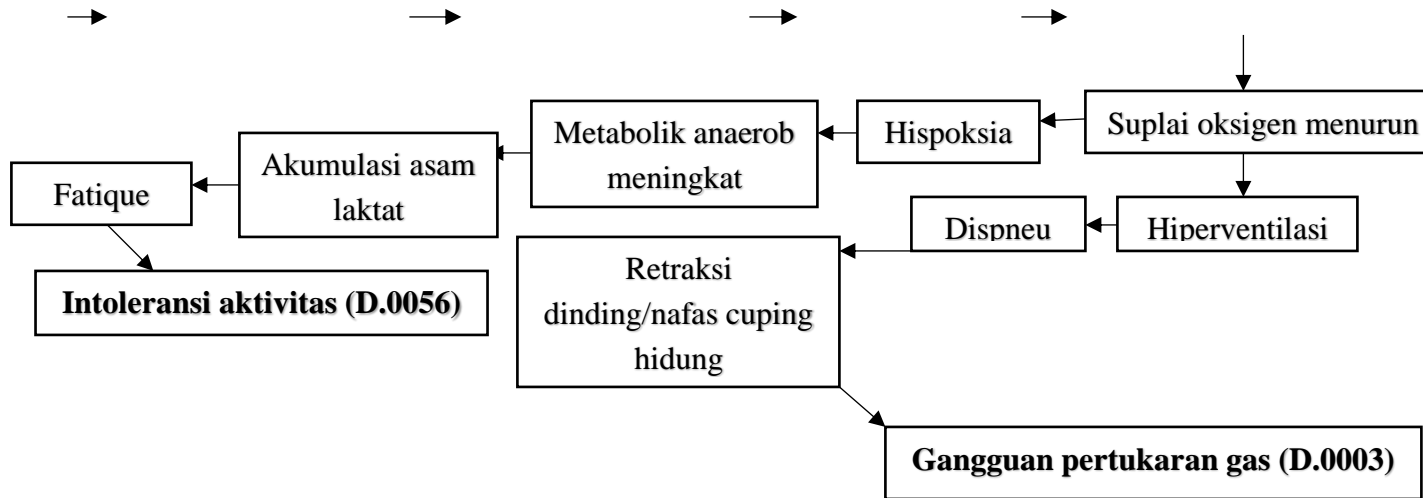 Suplai oksigen menurun
Hispoksia
Metabolik anaerob
meningkat
Akumulasi asam
laktat
Fatique
Intoleransi aktivitas (D.0056)
Hiperventilasi
Dispneu
Retraksi
dinding/nafas cuping
hidung
Gangguan pertukaran gas (D.0003)